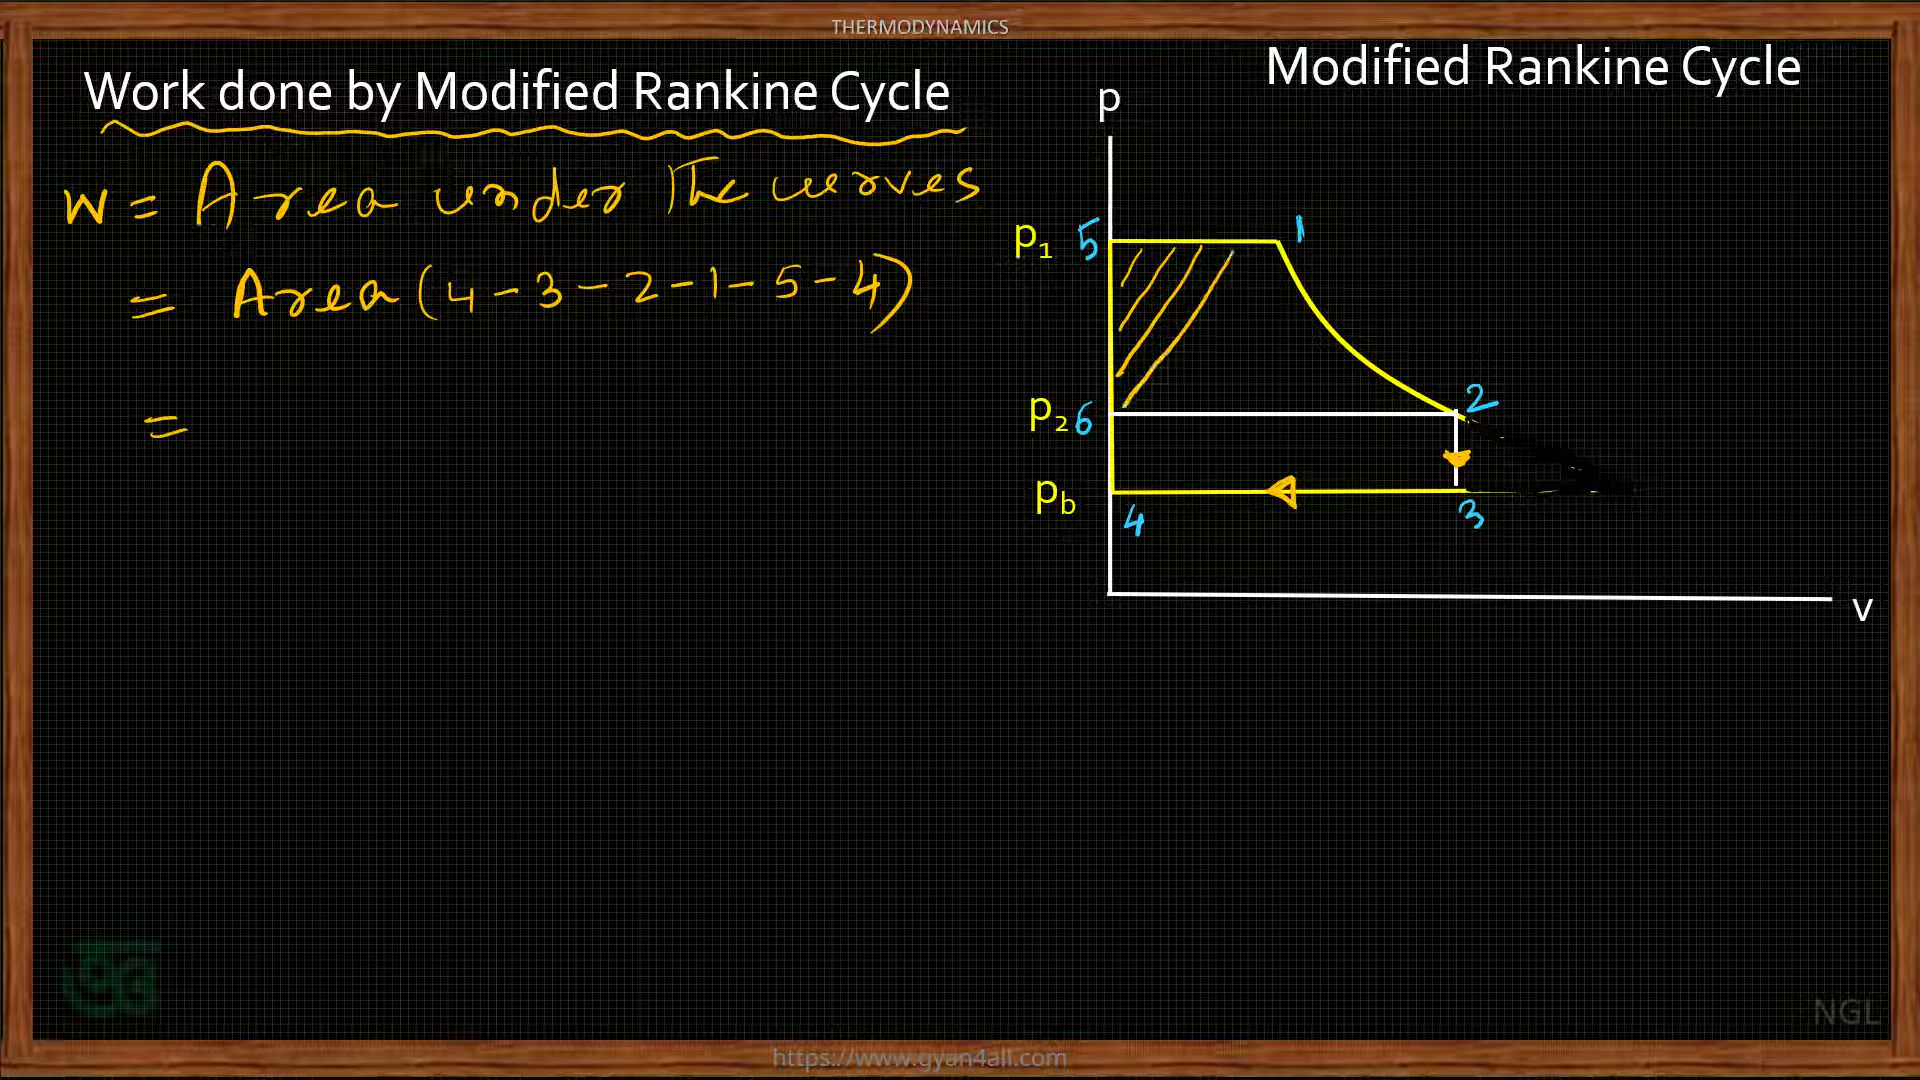 THERMODYNAMICS
Work done by Modified Rankine Cycle
W = Area under The curves
= Area (4-3-2-1-5-4)
=
Modified Rankine Cycle
p
p1 5 1
p2 6 2
pb 4 3
v
NGL
https://www.gyan4all.com